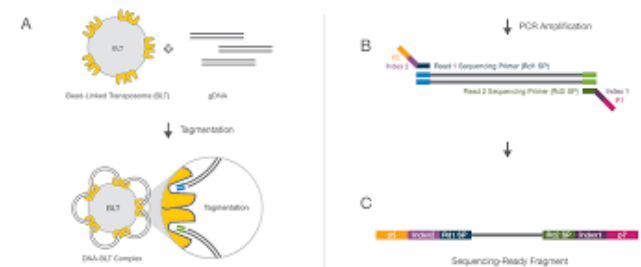 A
BLT
Bead-Linked Transposome (BLT)
gDNA
Tagmentation
BLT
Tagmentation
DNA-BLT Complex
PCR Amplification
B
P5
Index 2
Read 1 Sequencing Primer (Rd1 SP)
Read 2 Sequencing Primer (Rd2 SP)
Index 1
P7
C
p5 Index2 Rd1 SP Rd2 SP Index1 p7
Sequencing-Ready Fragment